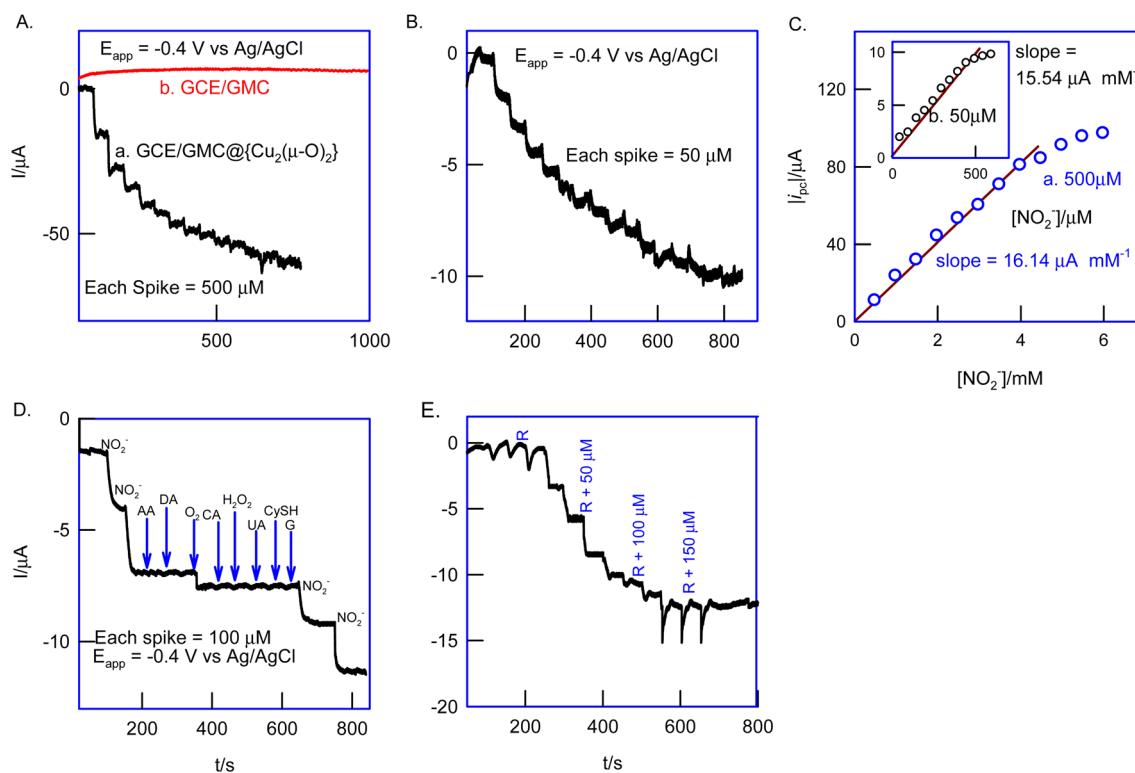 A.
E_app = -0.4 V vs Ag/AgCl
b. GCE/GMC
a. GCE/GMC@{Cu₂(μ-O)₂}
Each Spike = 500 μM
I/μA
0
-50
500
1000
B.
E_app = -0.4 V vs Ag/AgCl
Each spike = 50 μM
0
-5
-10
200
400
600
800
C.
slope =
15.54 μA mM⁻
b. 50μM
10
5
0
0
500
[NO₂⁻]/μM
a. 500μM
slope = 16.14 μA mM⁻¹
|i_pc|/μA
120
80
40
0
0
2
4
6
[NO₂⁻]/mM
D.
NO₂⁻
NO₂⁻
AA
DA
O₂
CA
H₂O₂
UA
CySH
G
NO₂⁻
NO₂⁻
Each spike = 100 μM
E_app = -0.4 V vs Ag/AgCl
I/μA
0
-5
-10
200
400
600
800
t/s
E.
R
R + 50 μM
R + 100 μM
R + 150 μM
0
-5
-10
-15
-20
200
400
600
800
t/s